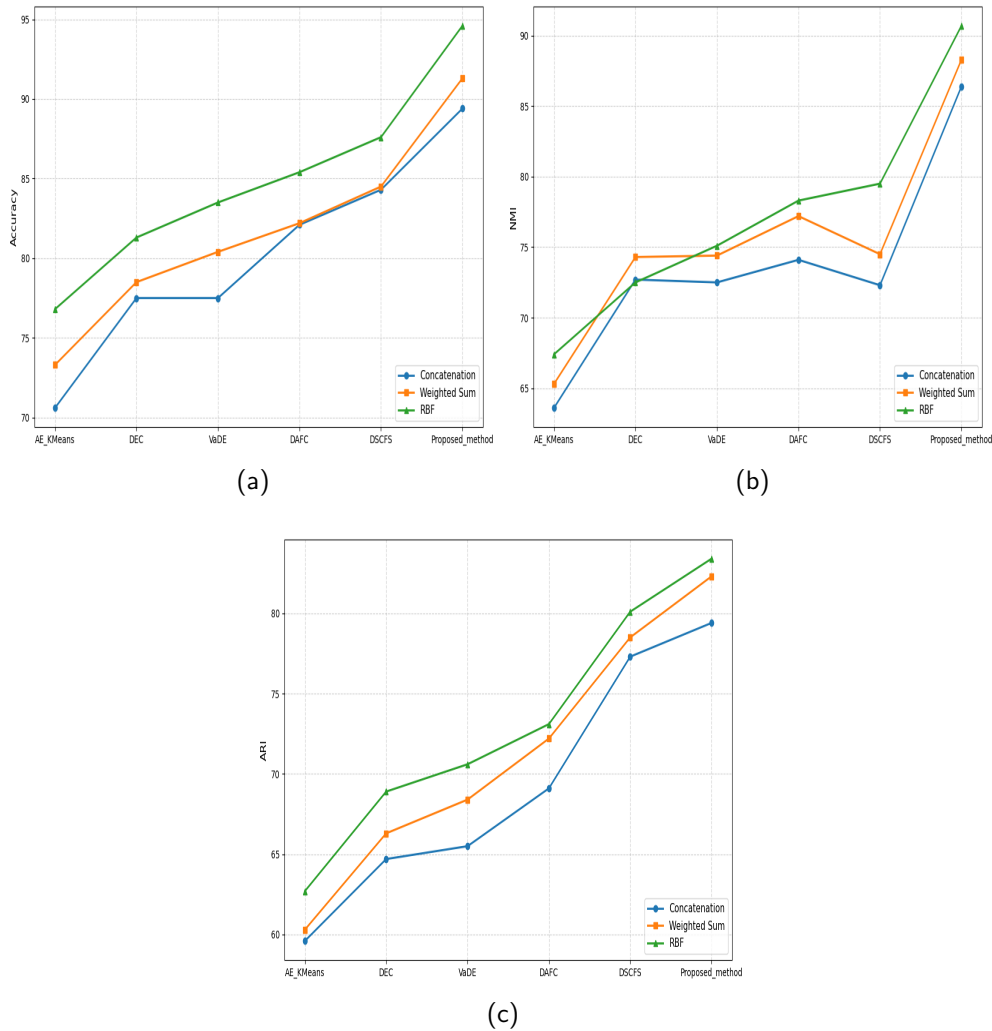 95
90
85
80
75
70
Accuracy
AE_KMeans DEC VaDE DAFC DSCFS Proposed_method
Concatenation
Weighted Sum
RBF
(a)
90
85
80
75
70
65
NMI
AE_KMeans DEC VaDE DAFC DSCFS Proposed_method
Concatenation
Weighted Sum
RBF
(b)
80
75
70
65
60
ARI
AE_KMeans DEC VaDE DAFC DSCFS Proposed_method
Concatenation
Weighted Sum
RBF
(c)